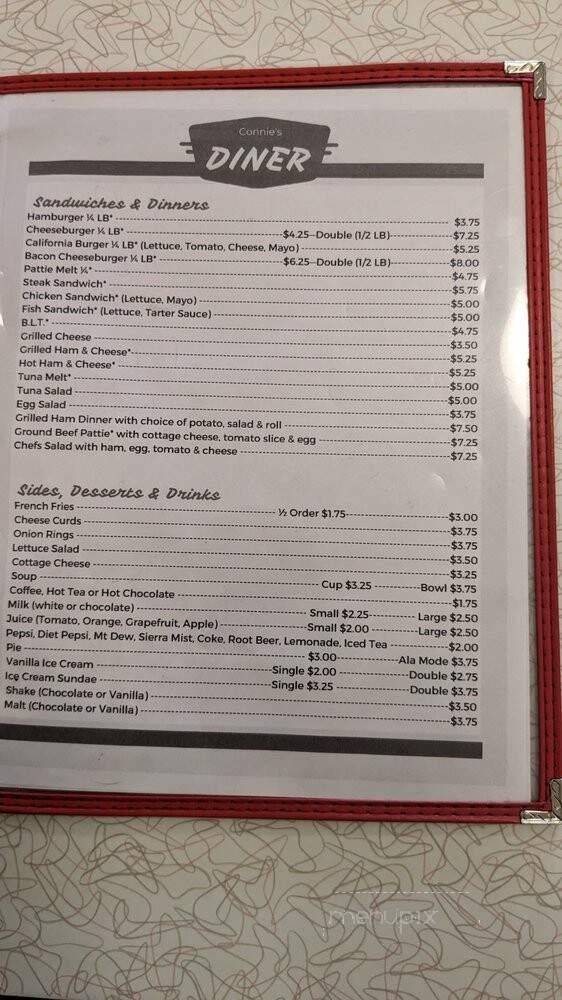 Connie's
DINER
Sandwiches & Dinners
Hamburger ¼ LB* $3.75
Cheeseburger ¼ LB* $4.25--Double (1/2 LB) $7.25
California Burger ¼ LB* (Lettuce, Tomato, Cheese, Mayo) $5.25
Bacon Cheeseburger ¼ LB* $6.25--Double (1/2 LB) $8.00
Pattie Melt ¼* $4.75
Steak Sandwich* $5.75
Chicken Sandwich* (Lettuce, Mayo) $5.00
Fish Sandwich* (Lettuce, Tarter Sauce) $5.00
B.L.T.* $4.75
Grilled Cheese $3.50
Grilled Ham & Cheese* $5.25
Hot Ham & Cheese* $5.25
Tuna Melt* $5.00
Tuna Salad $5.00
Egg Salad $3.75
Grilled Ham Dinner with choice of potato, salad & roll $7.50
Ground Beef Pattie* with cottage cheese, tomato slice & egg $7.25
Chefs Salad with ham, egg, tomato & cheese $7.25
Sides, Desserts & Drinks
French Fries ½ Order $1.75 $3.00
Cheese Curds $3.75
Onion Rings $3.75
Lettuce Salad $3.50
Cottage Cheese $3.25
Soup Cup $3.25 Bowl $3.75
Coffee, Hot Tea or Hot Chocolate $1.75
Milk (white or chocolate) Small $2.25 Large $2.50
Juice (Tomato, Orange, Grapefruit, Apple) Small $2.00 Large $2.50
Pepsi, Diet Pepsi, Mt Dew, Sierra Mist, Coke, Root Beer, Lemonade, Iced Tea $2.00
Pie $3.00 Ala Mode $3.75
Vanilla Ice Cream Single $2.00 Double $2.75
Ice Cream Sundae Single $3.25 Double $3.75
Shake (Chocolate or Vanilla) $3.50
Malt (Chocolate or Vanilla) $3.75
menupix